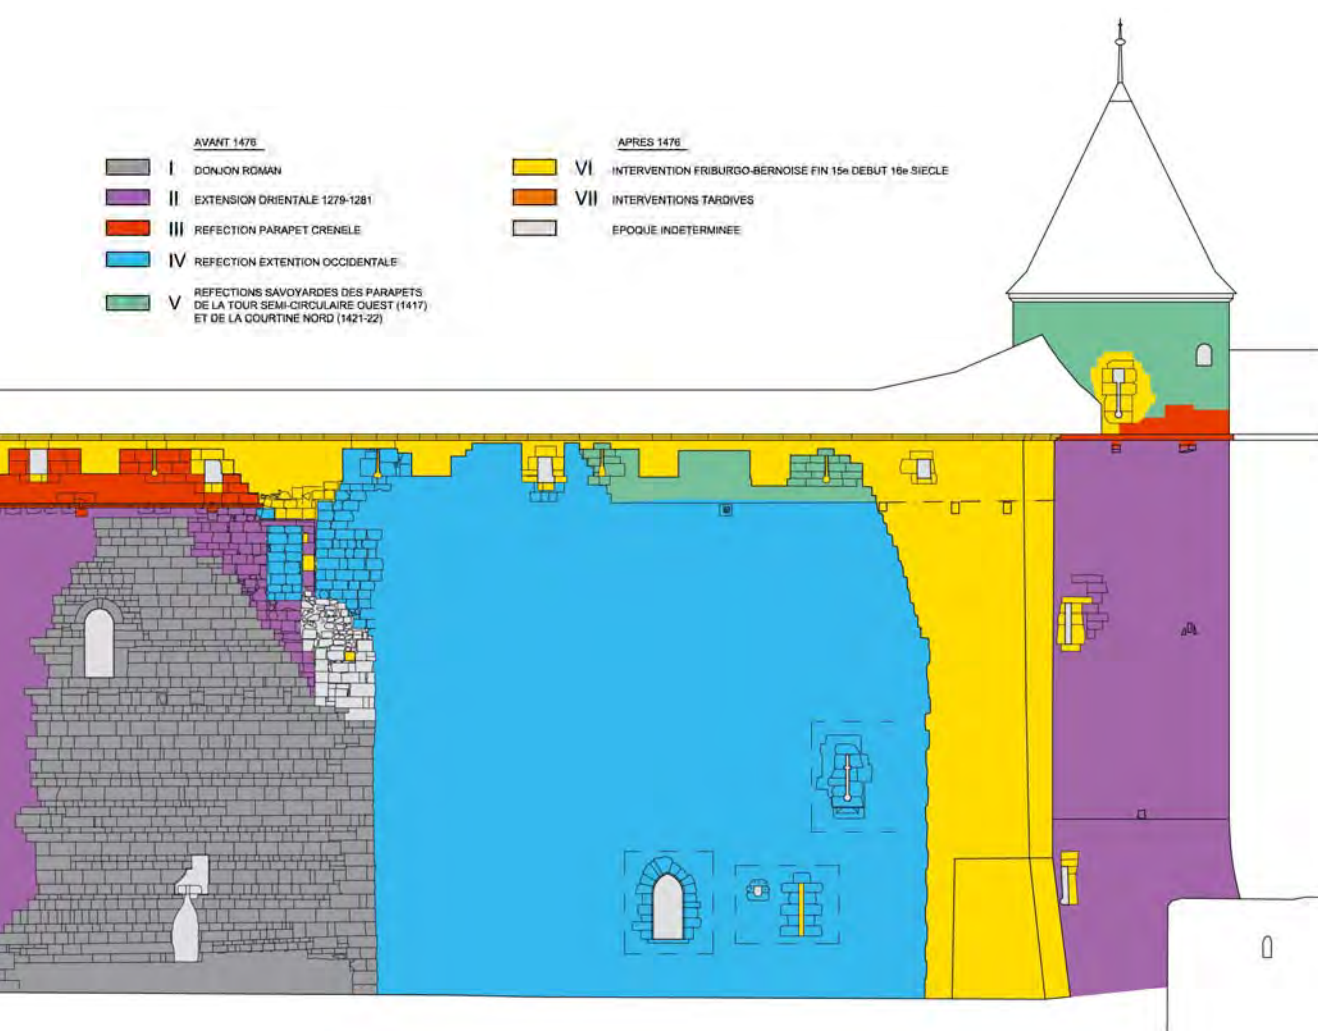 AVANT 1476
I DONJON ROMAN
II EXTENSION ORIENTALE 1279-1281
III REFECTION PARAPET CRENELE
IV REFECTION EXTENTION OCCIDENTALE
V REFECTIONS SAVOYARDES DES PARAPETS
DE LA TOUR SEMI-CIRCULAIRE OUEST (1417)
ET DE LA COURTINE NORD (1421-22)
APRES 1476
VI INTERVENTION FRIBURGO-BERNOISE FIN 15e DEBUT 16e SIECLE
VII INTERVENTIONS TARDIVES
EPOQUE INDETERMINEE